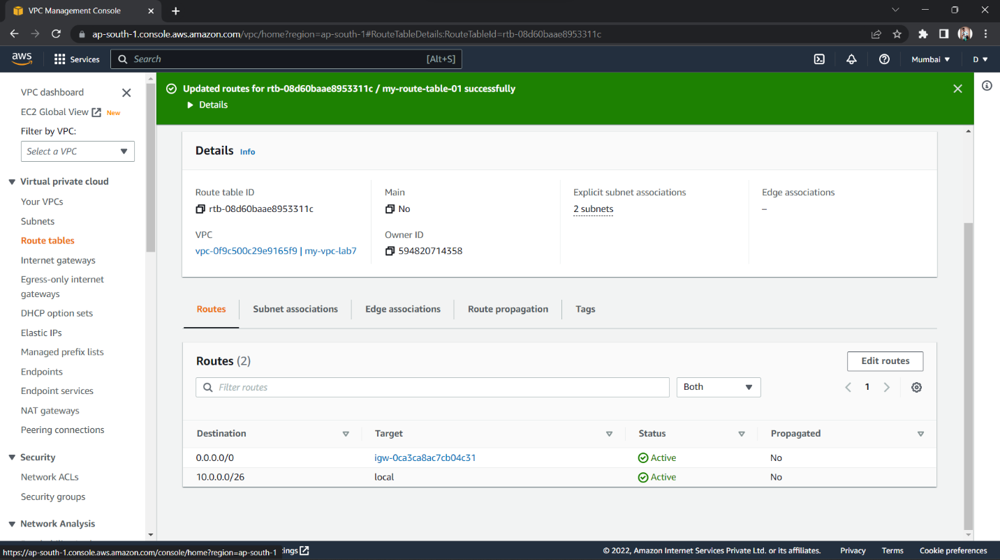 VPC Management Console
ap-south-1.console.aws.amazon.com/vpc/home?region=ap-south-1#RouteTableDetails:RouteTableId=rtb-08d60baae8953311c
aws Services Search [Alt+S] Mumbai D
VPC dashboard
EC2 Global View New
Filter by VPC:
Select a VPC
Virtual private cloud
Your VPCs
Subnets
Route tables
Internet gateways
Egress-only internet
gateways
DHCP option sets
Elastic IPs
Managed prefix lists
Endpoints
Endpoint services
NAT gateways
Peering connections
Security
Network ACLs
Security groups
Network Analysis
Updated routes for rtb-08d60baae8953311c / my-route-table-01 successfully
Details
Details Info
Route table ID
rtb-08d60baae8953311c
VPC
vpc-0f9c500c29e9165f9 | my-vpc-lab7
Main
No
Owner ID
594820714358
Explicit subnet associations
2 subnets
Edge associations
–
Routes Subnet associations Edge associations Route propagation Tags
Routes (2) Edit routes
Filter routes Both 1
Destination Target Status Propagated
0.0.0.0/0 igw-0ca3ca8ac7cb04c31 Active No
10.0.0.0/26 local Active No
https://ap-south-1.console.aws.amazon.com/console/home?region=ap-south-1 © 2022, Amazon Internet Services Private Ltd. or its affiliates. Privacy Terms Cookie preferences